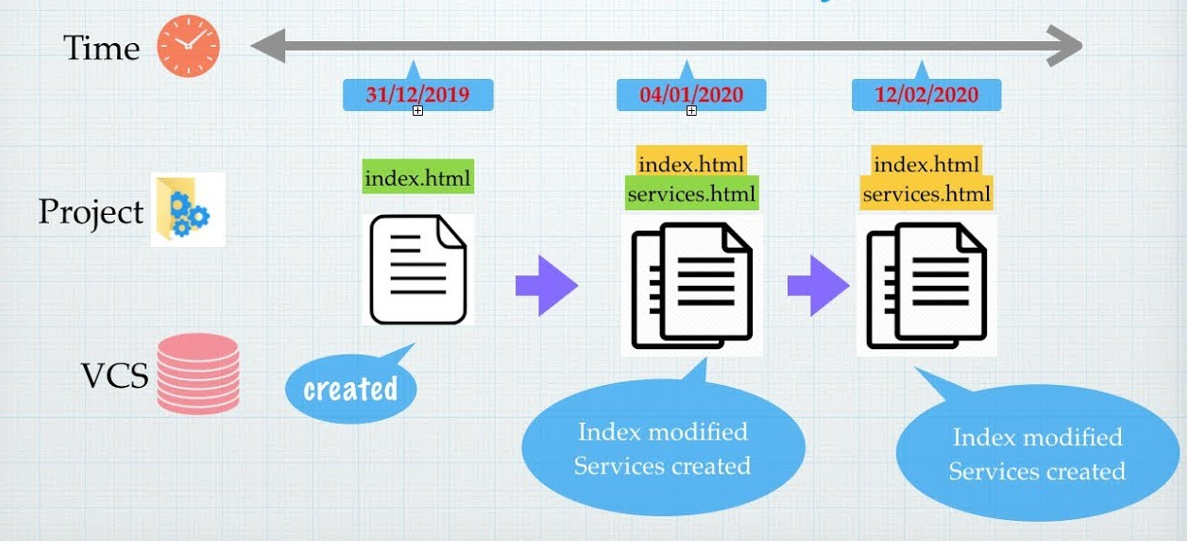 Time
31/12/2019
04/01/2020
12/02/2020
index.html
index.html
services.html
index.html
services.html
Project
VCS
created
Index modified
Services created
Index modified
Services created